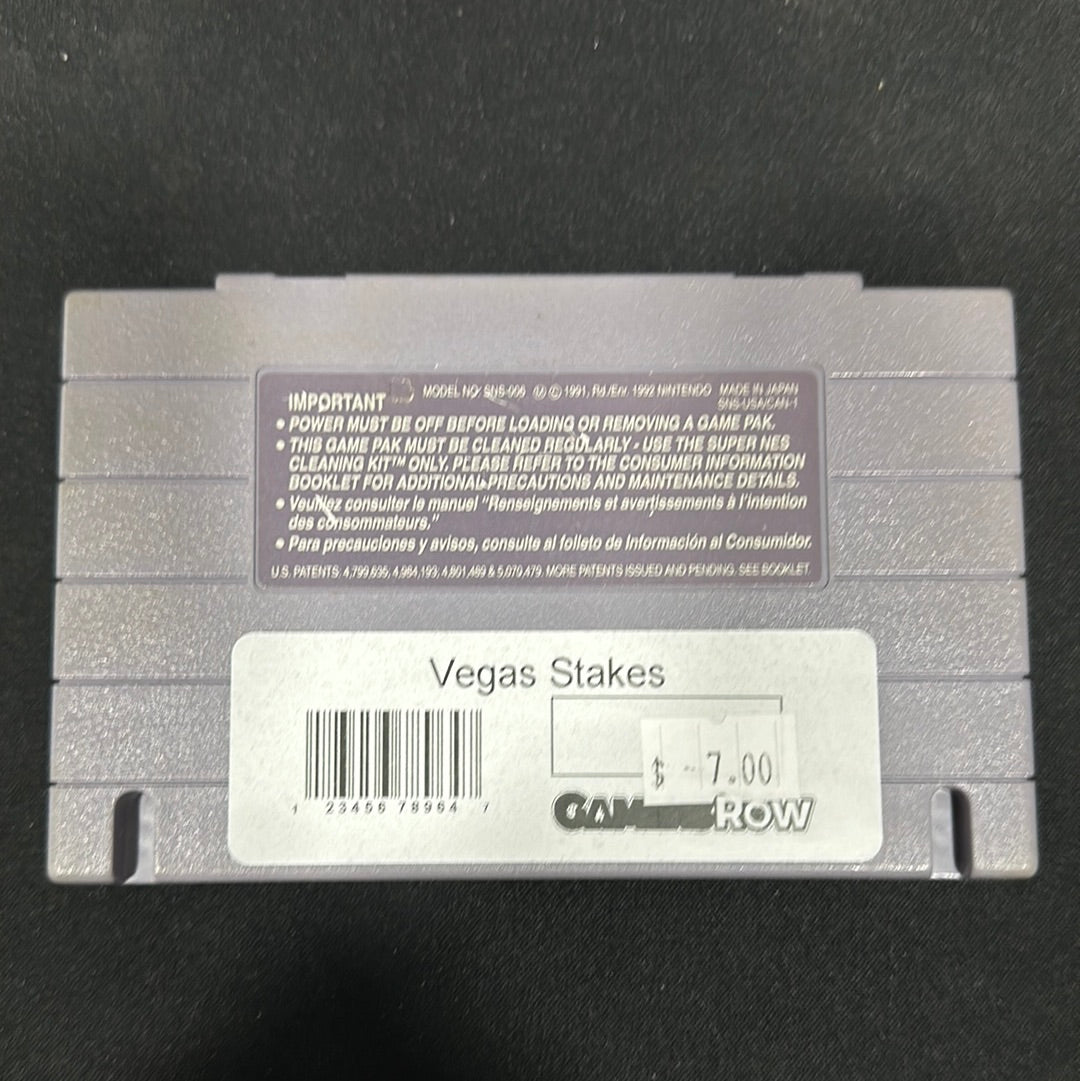 IMPORTANT
MODEL NO. SNS-006 Ⓜ © 1991, Rd./Env. 1992 NINTENDO MADE IN JAPAN
SNS-USA/CAN-1
• POWER MUST BE OFF BEFORE LOADING OR REMOVING A GAME PAK.
• THIS GAME PAK MUST BE CLEANED REGULARLY - USE THE SUPER NES
CLEANING KIT™ ONLY. PLEASE REFER TO THE CONSUMER INFORMATION
BOOKLET FOR ADDITIONAL PRECAUTIONS AND MAINTENANCE DETAILS.
• Veuillez consulter le manuel "Renseignements et avertissements à l'intention
des consommateurs."
• Para precauciones y avisos, consulte al folleto de Información al Consumidor.
U.S. PATENTS: 4,799,635; 4,984,193; 4,801,489 & 5,070,479. MORE PATENTS ISSUED AND PENDING. SEE BOOKLET
Vegas Stakes
$ -7.00
1 23456 78964 7
ROW